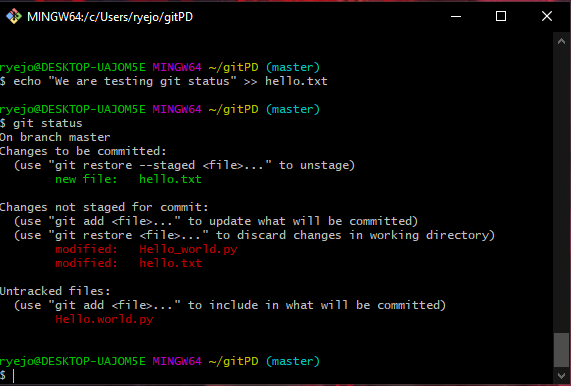 MINGW64:/c/Users/ryejo/gitPD
ryejo@DESKTOP-UAJOM5E MINGW64 ~/gitPD (master)
$ echo "We are testing git status" >> hello.txt
ryejo@DESKTOP-UAJOM5E MINGW64 ~/gitPD (master)
$ git status
On branch master
Changes to be committed:
  (use "git restore --staged <file>..." to unstage)
        new file:   hello.txt
Changes not staged for commit:
  (use "git add <file>..." to update what will be committed)
  (use "git restore <file>..." to discard changes in working directory)
        modified:   Hello_world.py
        modified:   hello.txt
Untracked files:
  (use "git add <file>..." to include in what will be committed)
        Hello.world.py
ryejo@DESKTOP-UAJOM5E MINGW64 ~/gitPD (master)
$